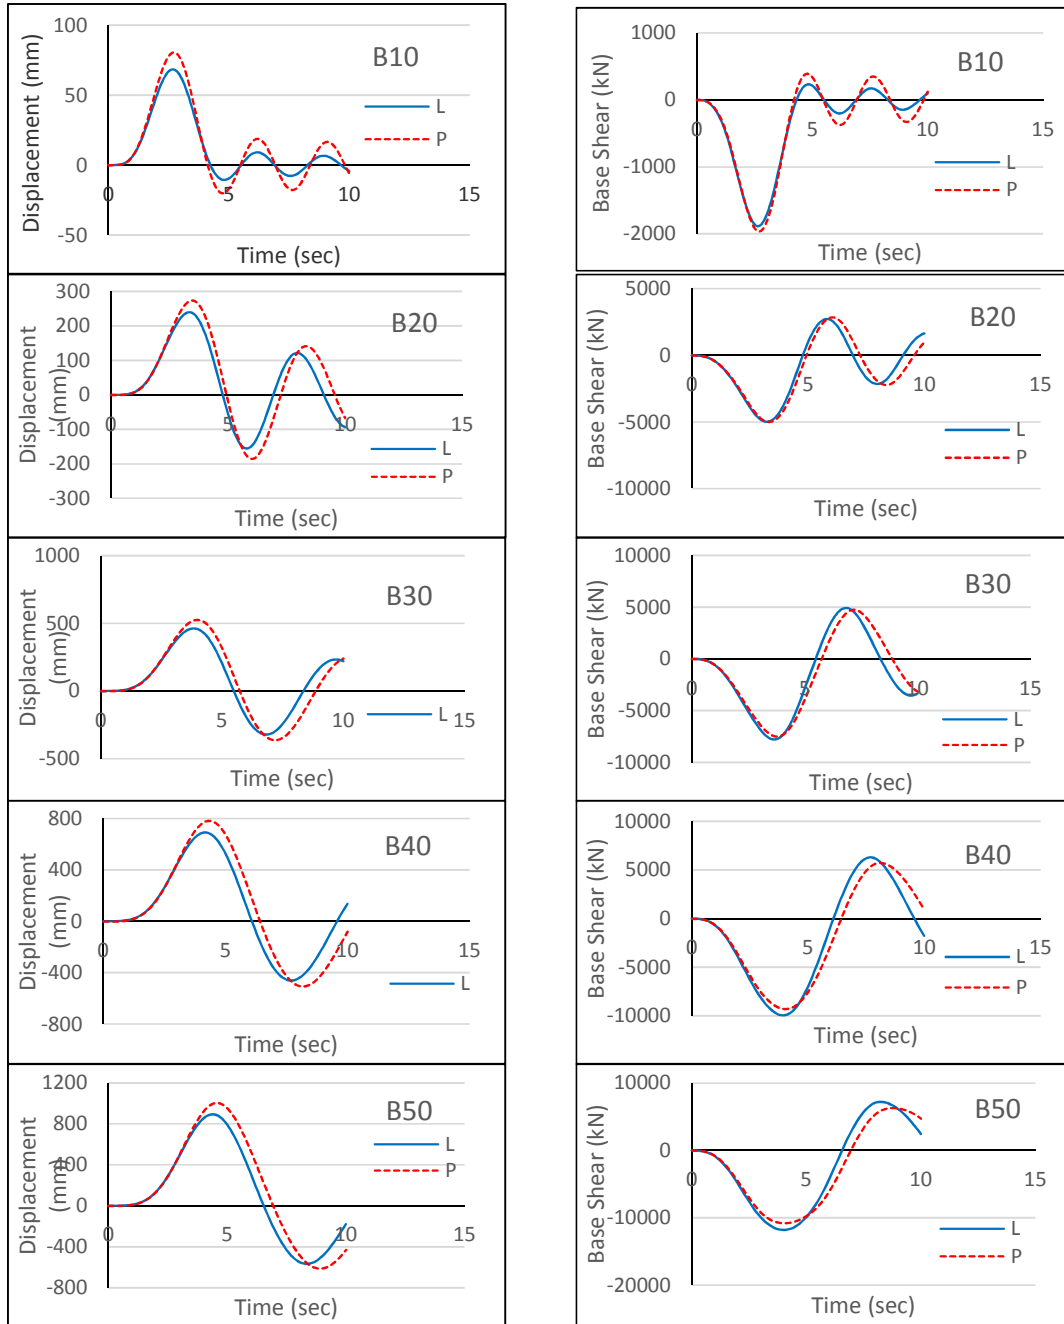 100
50
0
-50
0
5
10
15
Displacement (mm)
Time (sec)
B10
L
P
1000
0
-1000
-2000
0
5
10
15
Base Shear (kN)
Time (sec)
B10
L
P
300
200
100
0
-100
-200
-300
0
5
10
15
Displacement
(mm)
Time (sec)
B20
L
P
5000
0
-5000
-10000
0
5
10
15
Base Shear (kN)
Time (sec)
B20
L
P
1000
500
0
-500
0
5
10
15
Displacement
(mm)
Time (sec)
B30
L
10000
5000
0
-5000
-10000
0
5
10
15
Base Shear (kN)
Time (sec)
B30
L
P
800
400
0
-400
-800
0
5
10
15
Displacement
(mm)
Time (sec)
B40
L
10000
5000
0
-5000
-10000
0
5
10
15
Base Shear (kN)
Time (sec)
B40
L
P
1200
800
400
0
-400
-800
0
5
10
15
Displacement
(mm)
Time (sec)
B50
L
P
10000
0
-10000
-20000
0
5
10
15
Base Shear (kN)
Time (sec)
B50
L
P